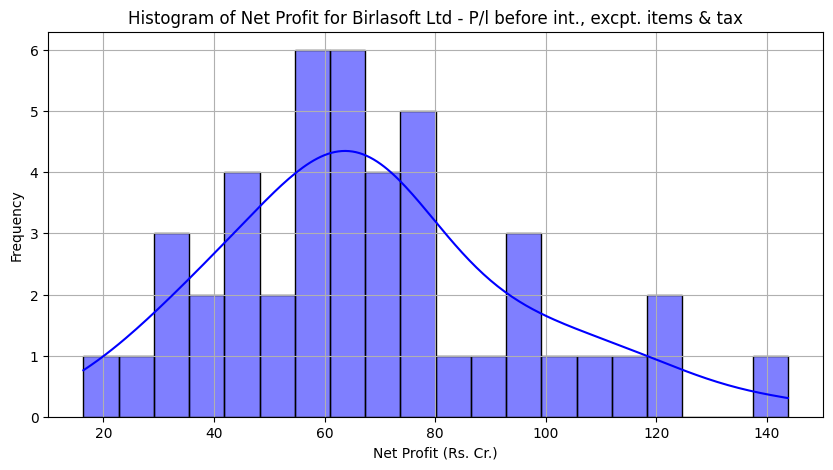 Histogram of Net Profit for Birlasoft Ltd - P/l before int., excpt. items & tax
6
5
4
3
2
1
0
Frequency
20 40 60 80 100 120 140
Net Profit (Rs. Cr.)